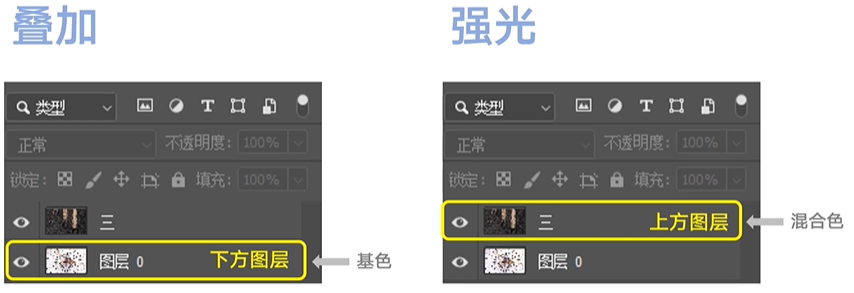 叠加
类型
正常
不透明度: 100%
锁定:
填充: 100%
三
图层 0
下方图层
基色
强光
类型
正常
不透明度: 100%
锁定:
填充: 100%
三
上方图层
混合色
图层 0